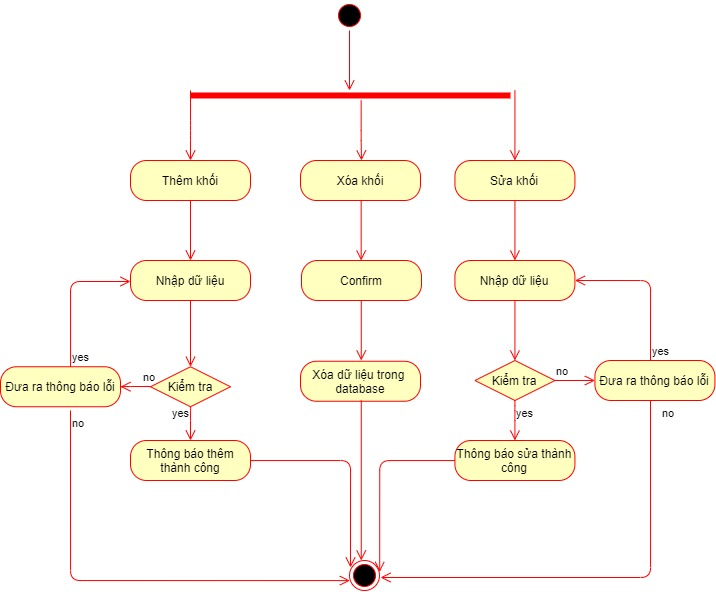 Thêm khối
Xóa khối
Sửa khối
Nhập dữ liệu
Confirm
Nhập dữ liệu
yes
yes
Đưa ra thông báo lỗi
no
Kiểm tra
Xóa dữ liệu trong
database
Kiểm tra
no
Đưa ra thông báo lỗi
no
yes
yes
no
Thông báo thêm
thành công
Thông báo sửa thành
công